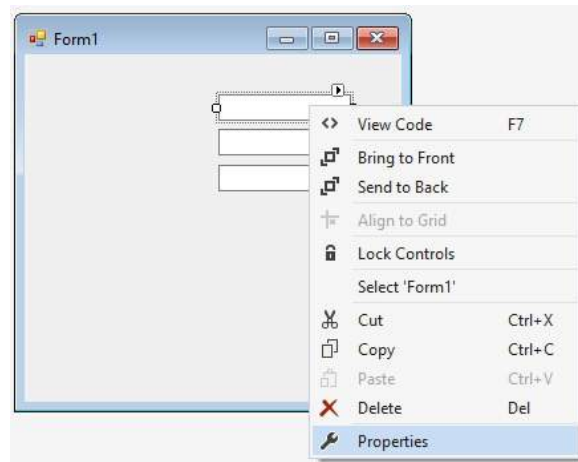 Form1
View Code F7
Bring to Front
Send to Back
Align to Grid
Lock Controls
Select 'Form1'
Cut Ctrl+X
Copy Ctrl+C
Paste Ctrl+V
Delete Del
Properties